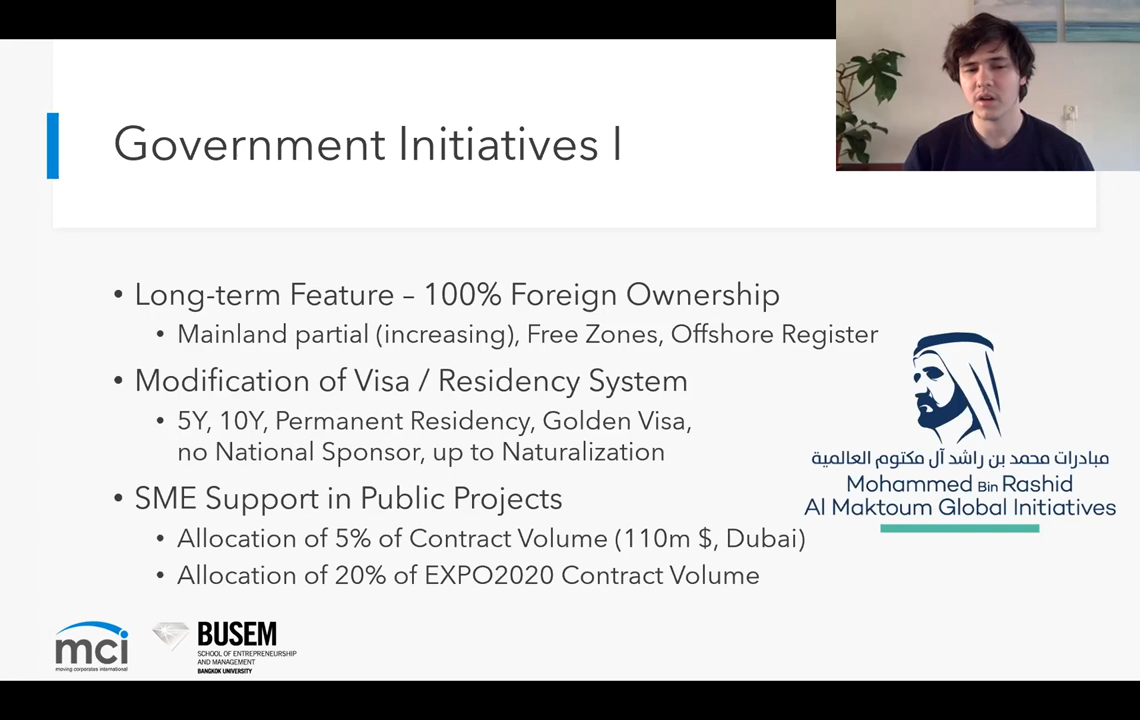 Government Initiatives I
• Long-term Feature – 100% Foreign Ownership
• Mainland partial (increasing), Free Zones, Offshore Register
• Modification of Visa / Residency System
• 5Y, 10Y, Permanent Residency, Golden Visa,
no National Sponsor, up to Naturalization
• SME Support in Public Projects
• Allocation of 5% of Contract Volume (110m $, Dubai)
• Allocation of 20% of EXPO2020 Contract Volume
مبادرات محمد بن راشد آل مكتوم العالمية
Mohammed Bin Rashid
Al Maktoum Global Initiatives
mci
moving corporates international
BUSEM
SCHOOL OF ENTREPRENEURSHIP
AND MANAGEMENT
BANGKOK UNIVERSITY